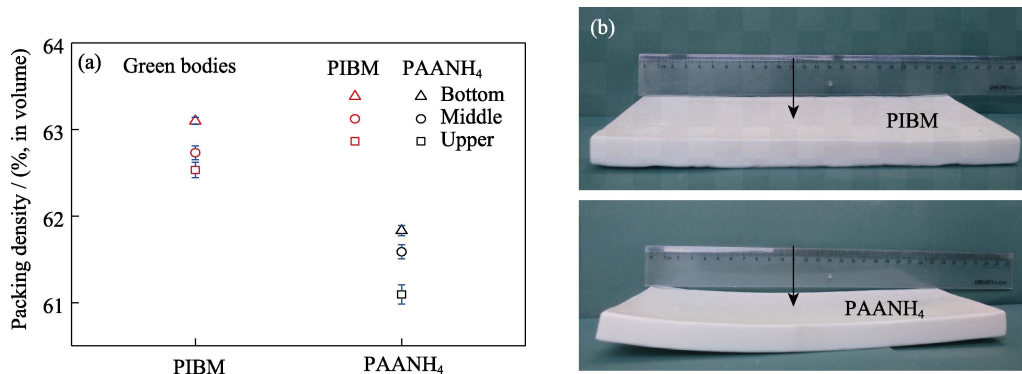 (a)
Green bodies
PIBM PAANH₄
Bottom
Middle
Upper
64
63
62
61
Packing density / (%, in volume)
PIBM PAANH₄
(b)
PIBM
PAANH₄